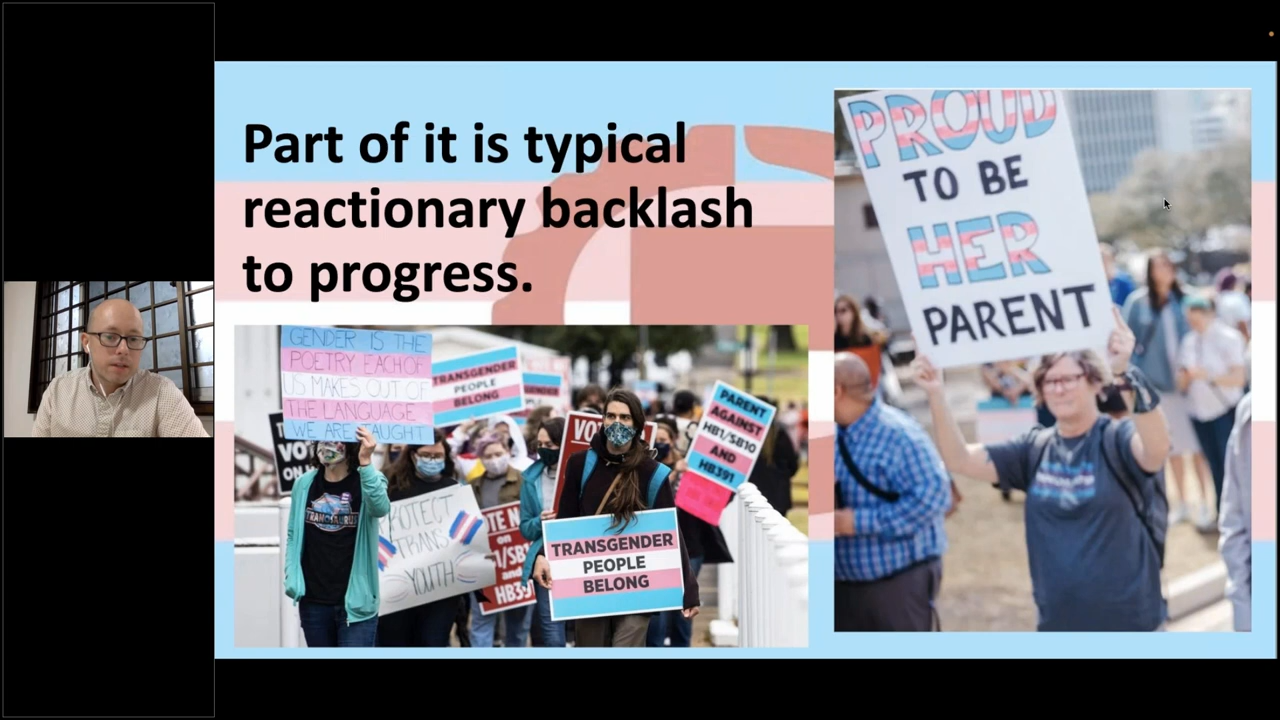 Part of it is typical
reactionary backlash
to progress.
GENDER IS THE
POETRY EACH OF
US MAKES OUT OF
THE LANGUAGE
WE ARE TAUGHT
TRANSGENDER
PEOPLE
BELONG
PARENT
AGAINST
HB1/SB10
AND
HB391
PROTECT
TRANS
YOUTH
TRANSGENDER
PEOPLE
BELONG
PROUD
TO BE
HER
PARENT